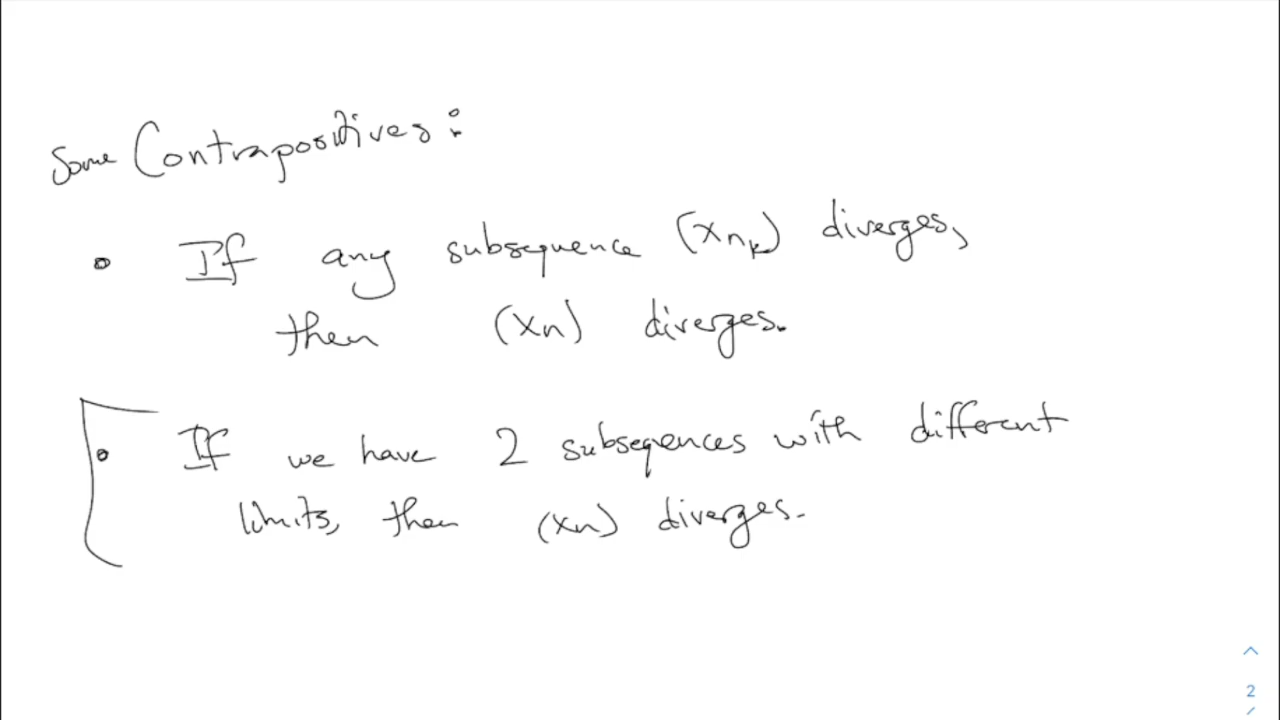 Some Contrapositives:
• If any subsequence (xnₖ) diverges,
then (xn) diverges.
• If we have 2 subseqences with different
limits, then (xn) diverges.
2